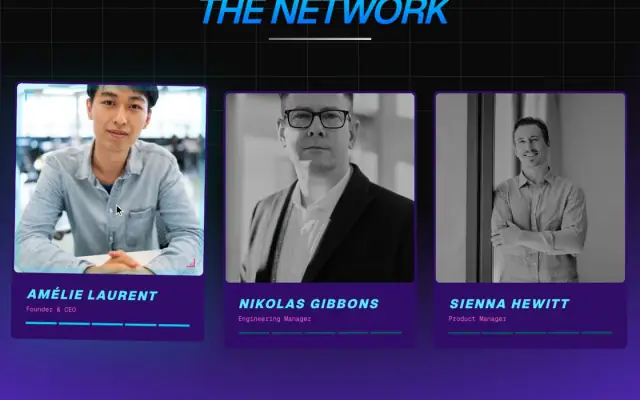 THE NETWORK
AMÉLIE LAURENT
Founder & CEO
NIKOLAS GIBBONS
Engineering Manager
SIENNA HEWITT
Product Manager